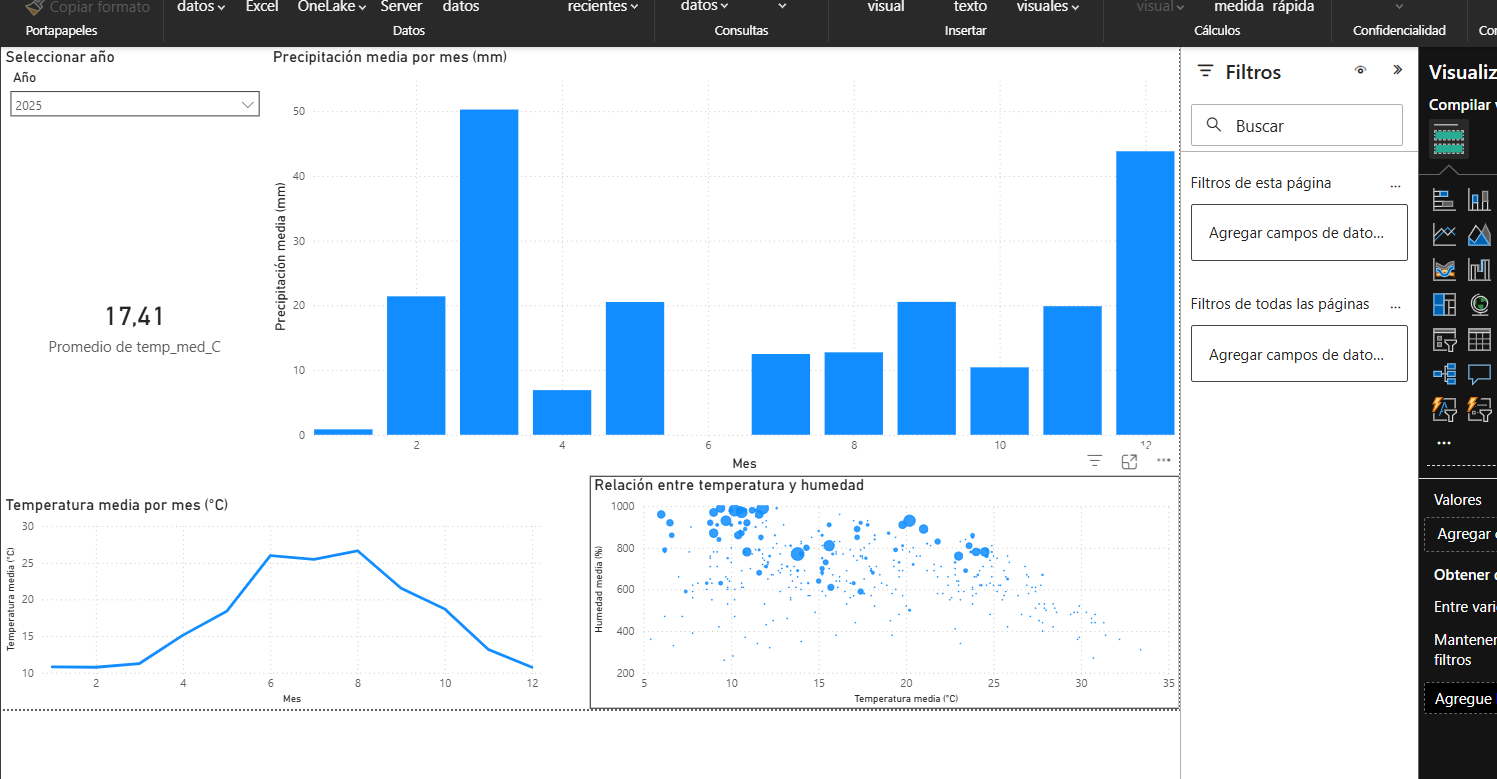 Copiar formato
datos
Excel
OneLake
Server
datos
recientes
datos
visual
texto
visuales
visual
medida rápida
Portapapeles
Datos
Consultas
Insertar
Cálculos
Confidencialidad
Seleccionar año
Año
2025
17,41
Promedio de temp_med_C
Precipitación media por mes (mm)
Precipitación media (mm)
50
40
30
20
10
0
2
4
6
8
10
12
Mes
Temperatura media por mes (°C)
Temperatura media (°C)
30
25
20
15
10
2
4
6
8
10
12
Mes
Relación entre temperatura y humedad
Humedad media (%)
1000
800
600
400
200
5
10
15
20
25
30
35
Temperatura media (°C)
Filtros
Buscar
Filtros de esta página
...
Agregar campos de dato...
Filtros de todas las páginas
...
Agregar campos de dato...
Visualiz
Compilar v
Valores
Agregar
Obtener
Entre vari
Mantener
filtros
Agregue